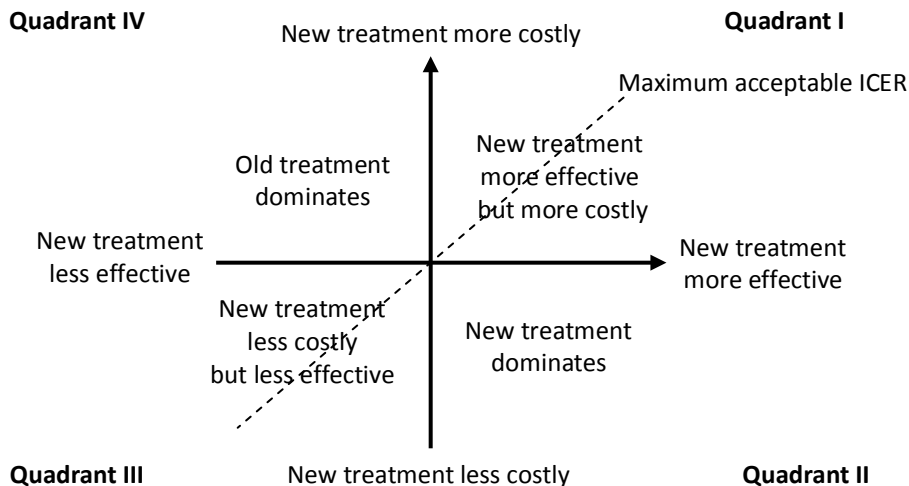 Quadrant IV
New treatment more costly
Quadrant I
Maximum acceptable ICER
Old treatment
dominates
New treatment
more effective
but more costly
New treatment
less effective
New treatment
more effective
New treatment
less costly
but less effective
New treatment
dominates
Quadrant III
New treatment less costly
Quadrant II